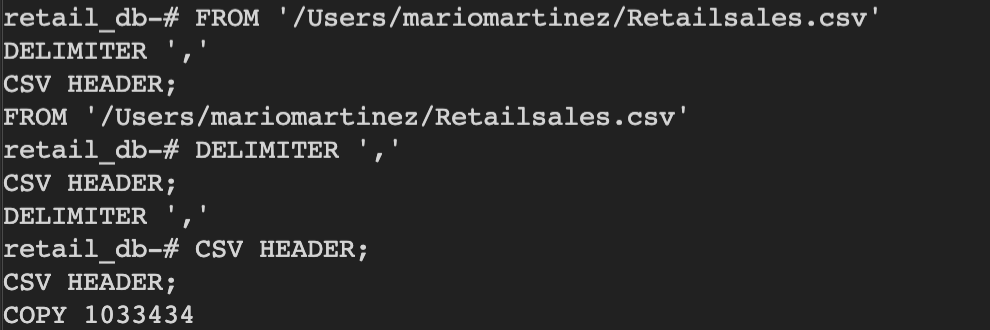 retail_db-# FROM '/Users/mariomartinez/Retailsales.csv'
DELIMITER ','
CSV HEADER;
FROM '/Users/mariomartinez/Retailsales.csv'
retail_db-# DELIMITER ','
CSV HEADER;
DELIMITER ','
retail_db-# CSV HEADER;
CSV HEADER;
COPY 1033434